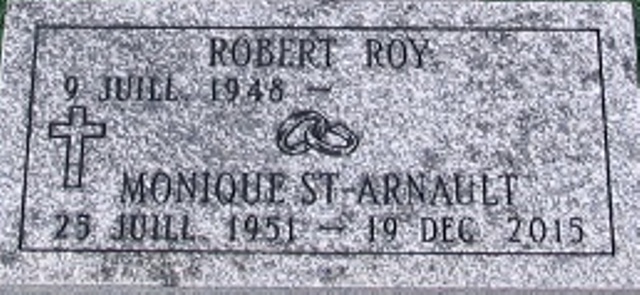 ROBERT ROY
9 JUILL. 1948 –
MONIQUE ST-ARNAULT
25 JUILL. 1951 – 19 DEC. 2015